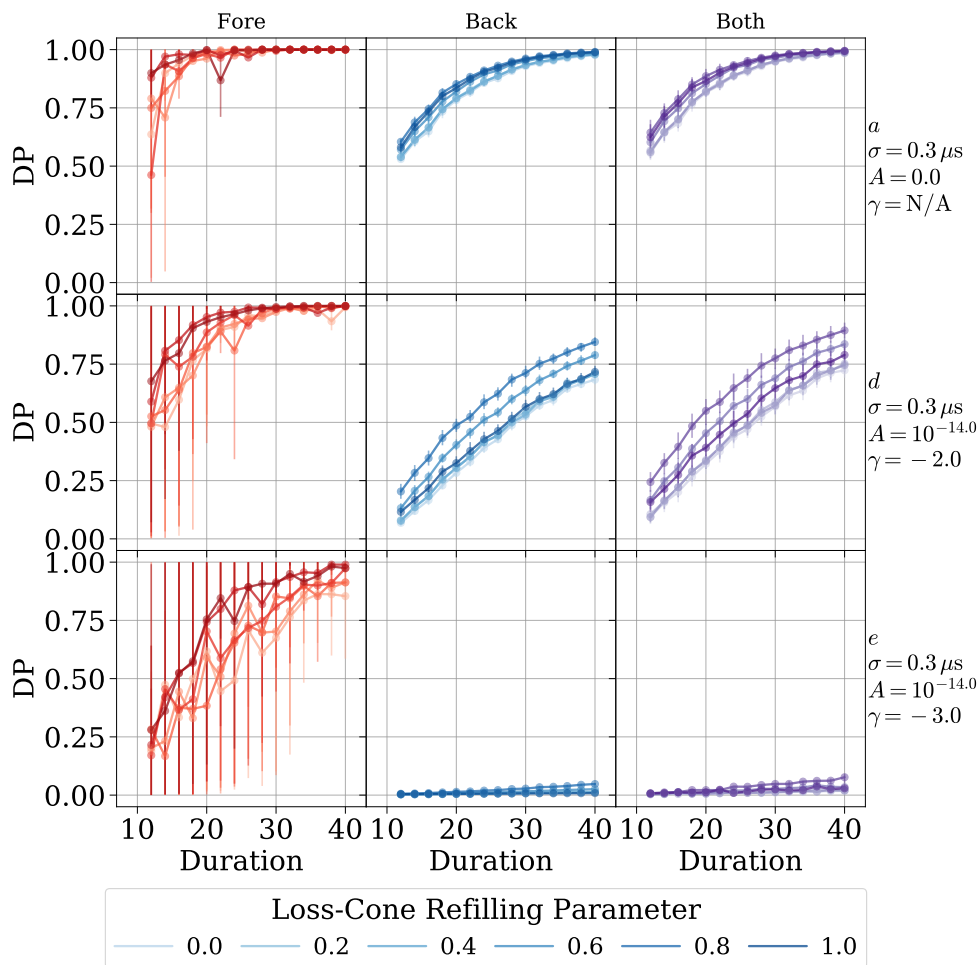 Fore
Back
Both
1.00
0.75
0.50
0.25
0.00
DP
a
σ = 0.3 μs
A = 0.0
γ = N/A
1.00
0.75
0.50
0.25
0.00
DP
d
σ = 0.3 μs
A = 10^{-14.0}
γ = −2.0
1.00
0.75
0.50
0.25
0.00
DP
e
σ = 0.3 μs
A = 10^{-14.0}
γ = −3.0
10 20 30 40
10 20 30 40
10 20 30 40
Duration
Duration
Duration
Loss-Cone Refilling Parameter
0.0 0.2 0.4 0.6 0.8 1.0